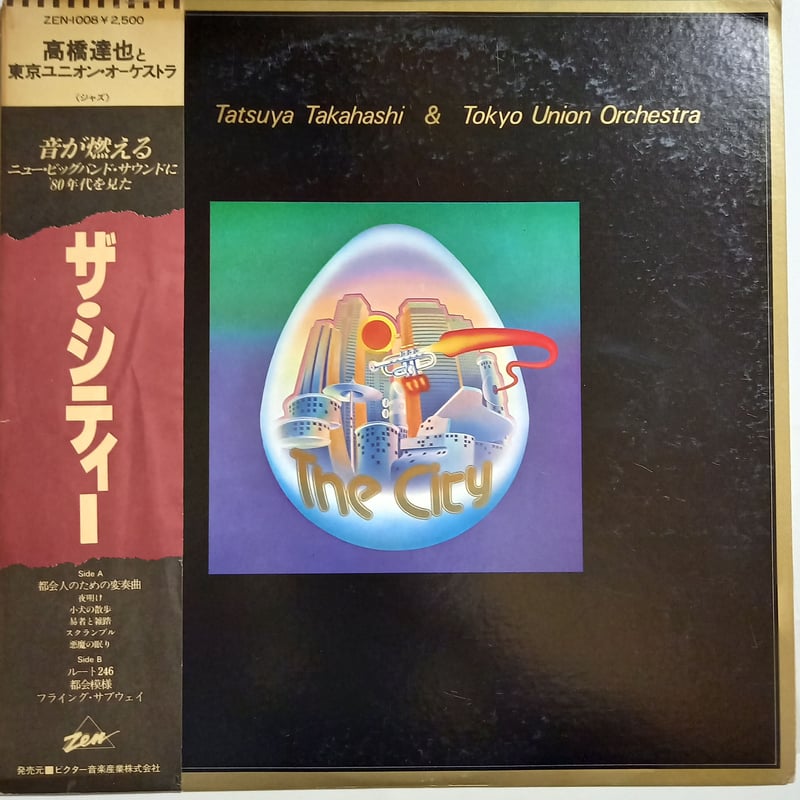 ZEN-1008 ¥2,500
高橋達也と
東京ユニオン・オーケストラ
〈ジャズ〉
音が燃える
ニュー・ビッグバンド・サウンドに
'80年代を見た
ザ・シティー
Side A
都会人のための変奏曲
夜明け
小犬の散歩
易者と雑踏
スクランブル
悪魔の眠り
Side B
ルート246
都会模様
フライング・サブウェイ
Zen
発売元■ビクター音楽産業株式会社
Tatsuya Takahashi & Tokyo Union Orchestra
The City